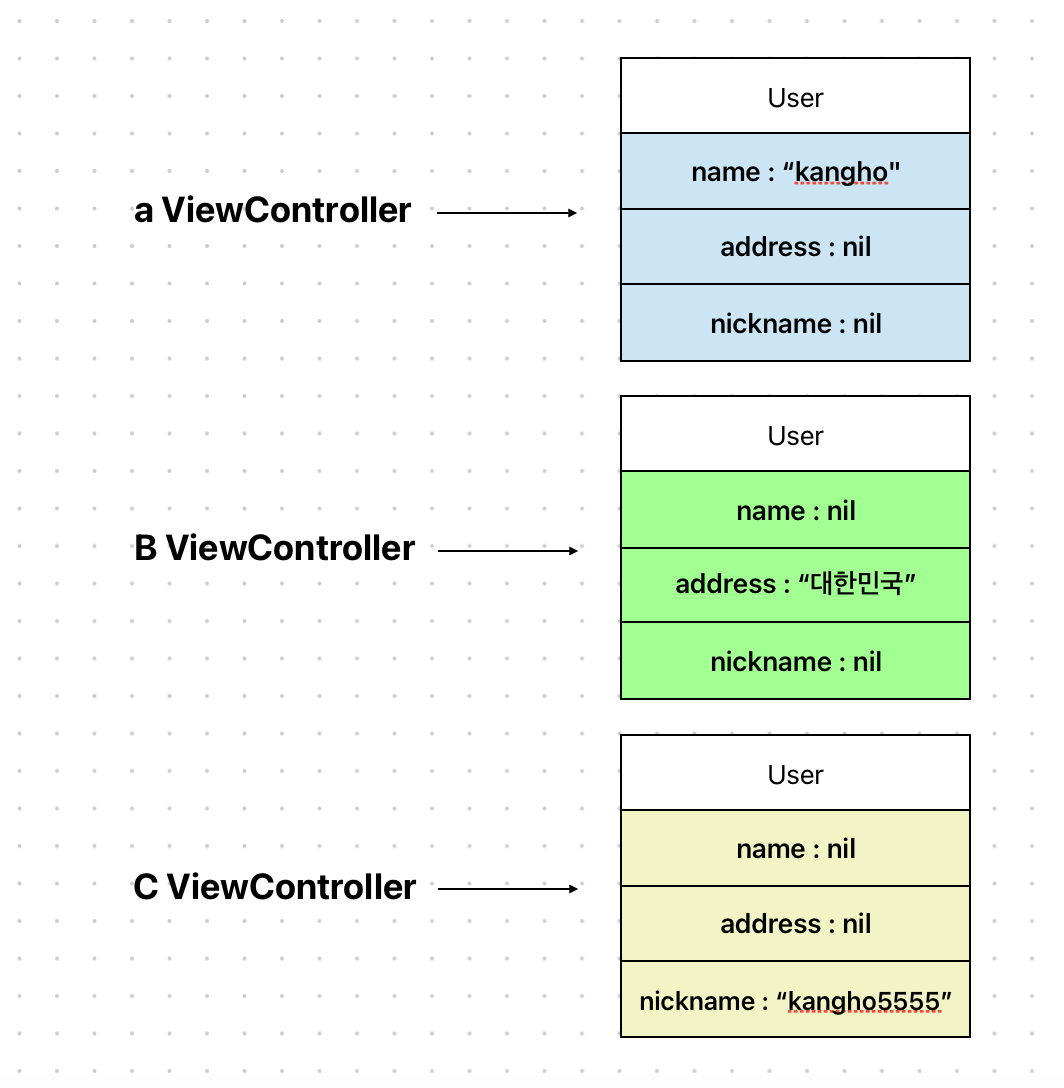 User
name : “kangho"
a ViewController
address : nil
nickname : nil
User
name : nil
B ViewController
address : “대한민국”
nickname : nil
User
name : nil
C ViewController
address : nil
nickname : “kangho5555”